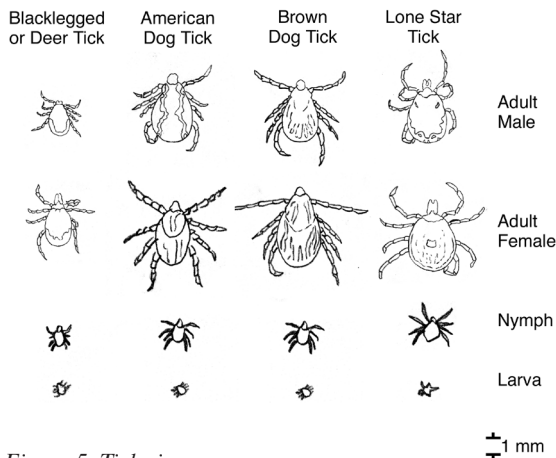 Blacklegged
or Deer Tick
American
Dog Tick
Brown
Dog Tick
Lone Star
Tick
Adult
Male
Adult
Female
Nymph
Larva
1 mm